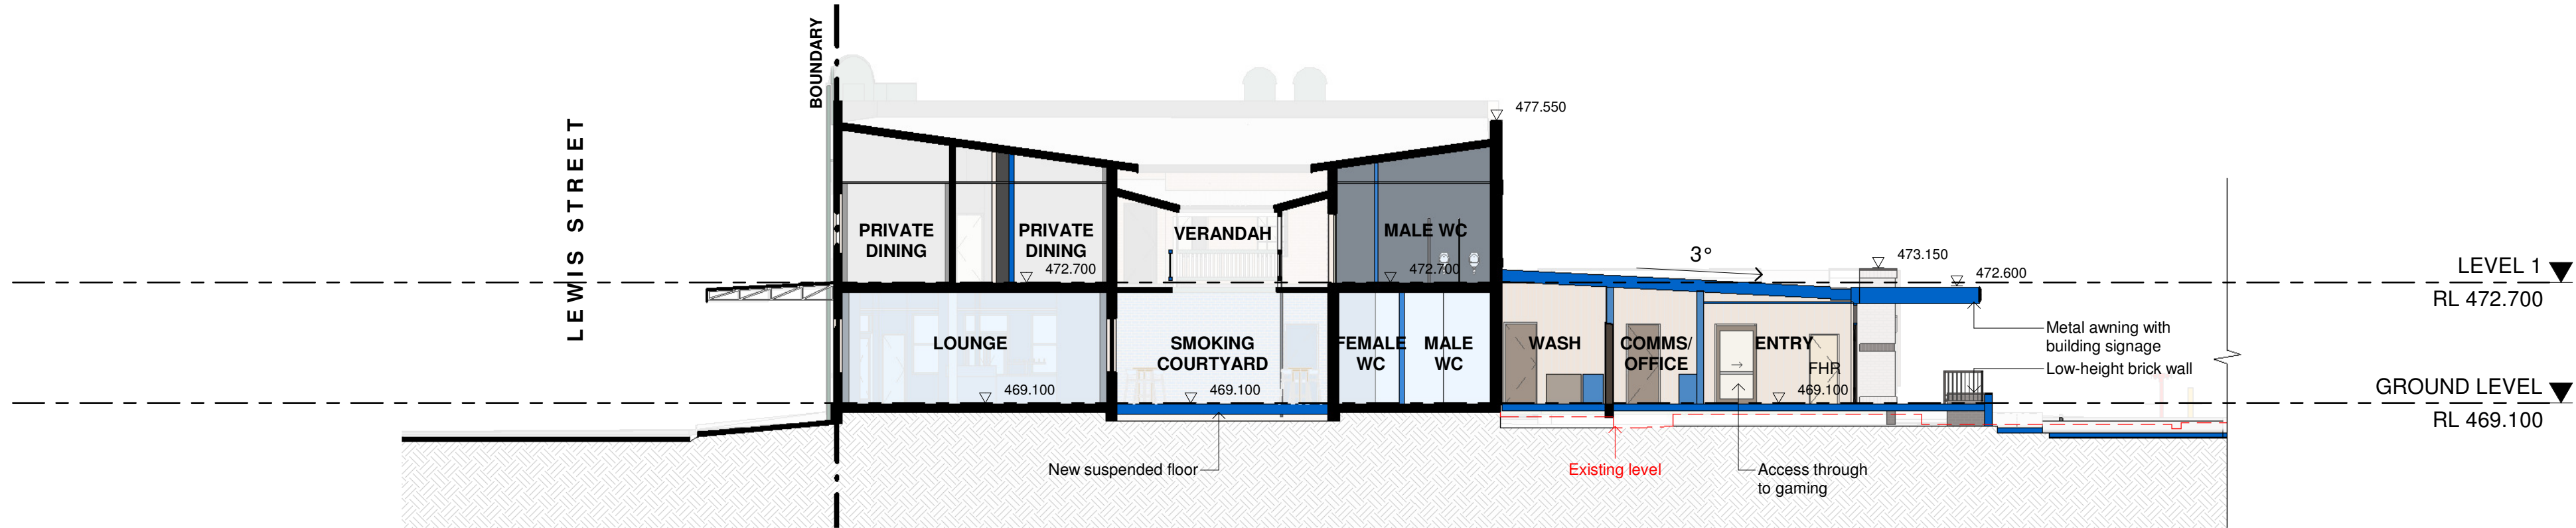 BOUNDARY
LEWIS STREET
477.550
PRIVATE
DINING
PRIVATE
DINING
VERANDAH
MALE WC
472.700
472.700
3°
473.150
472.600
LEVEL 1
RL 472.700
LOUNGE
SMOKING
COURTYARD
FEMALE
WC
MALE
WC
WASH
COMMS/
OFFICE
ENTRY
FHR
469.100
469.100
469.100
Metal awning with
building signage
Low-height brick wall
GROUND LEVEL
RL 469.100
New suspended floor
Existing level
Access through
to gaming